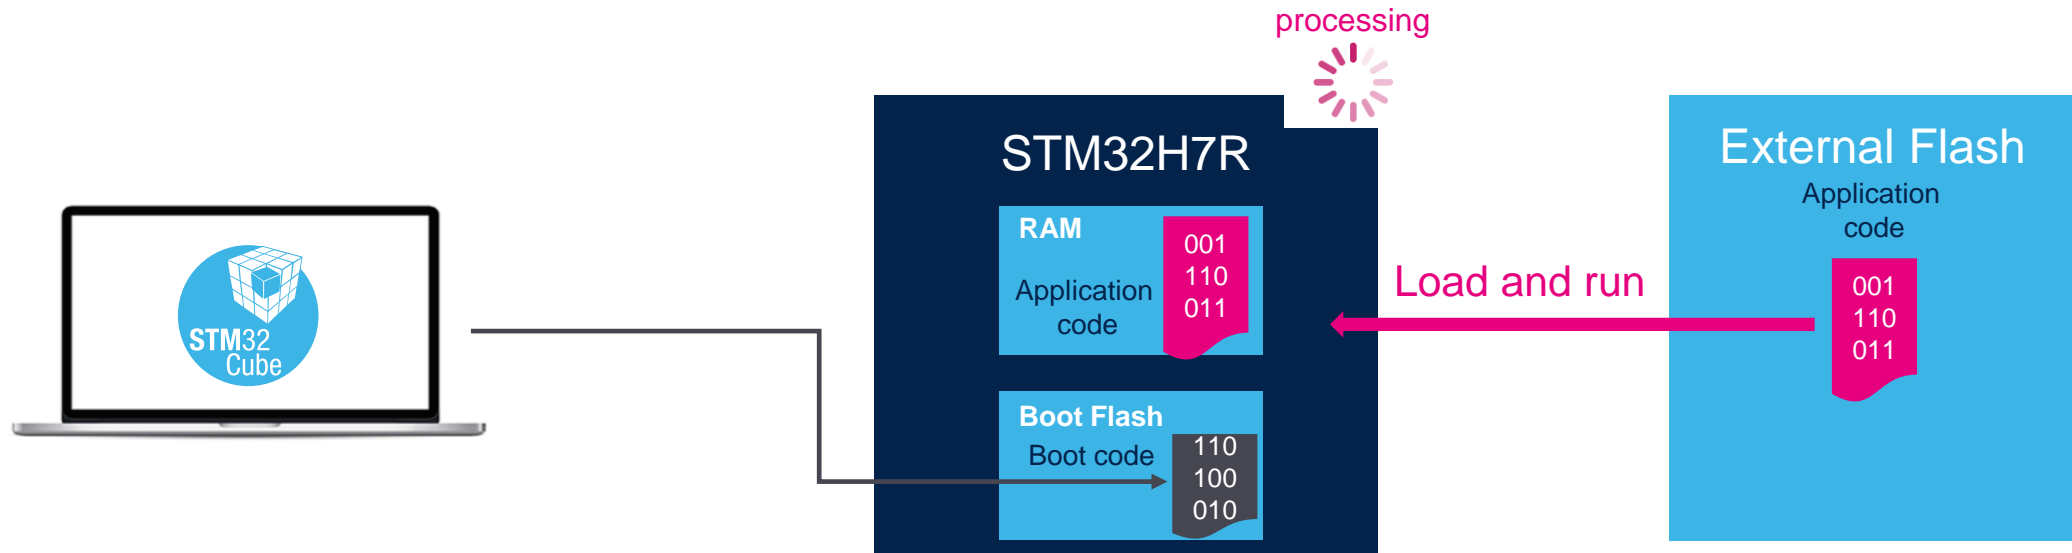 processing
STM32
Cube
STM32H7R
RAM
Application
code
001
110
011
Boot Flash
Boot code
110
100
010
Load and run
External Flash
Application
code
001
110
011